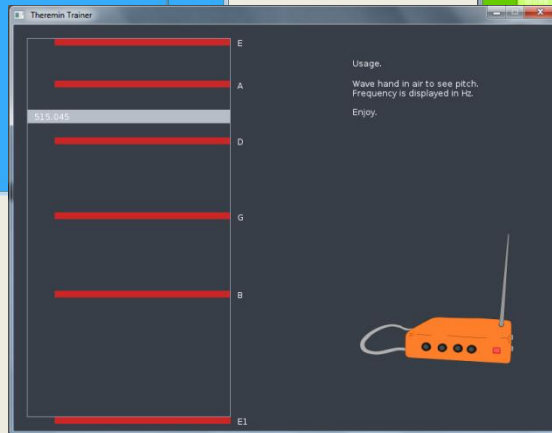 Theremin Trainer
E
A
515.045
D
G
B
E1
Usage.
Wave hand in air to see pitch.
Frequency is displayed in Hz.
Enjoy.